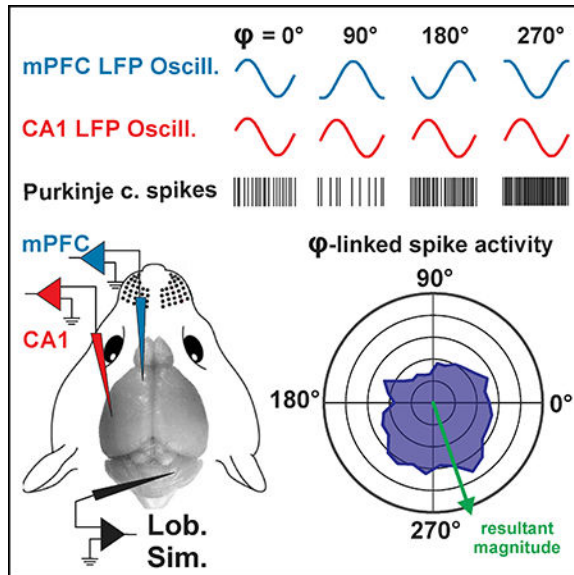 φ = 0° 90° 180° 270°
mPFC LFP Oscill.
CA1 LFP Oscill.
Purkinje c. spikes
mPFC
CA1
Lob.
Sim.
φ-linked spike activity
90°
180°
0°
270°
resultant
magnitude